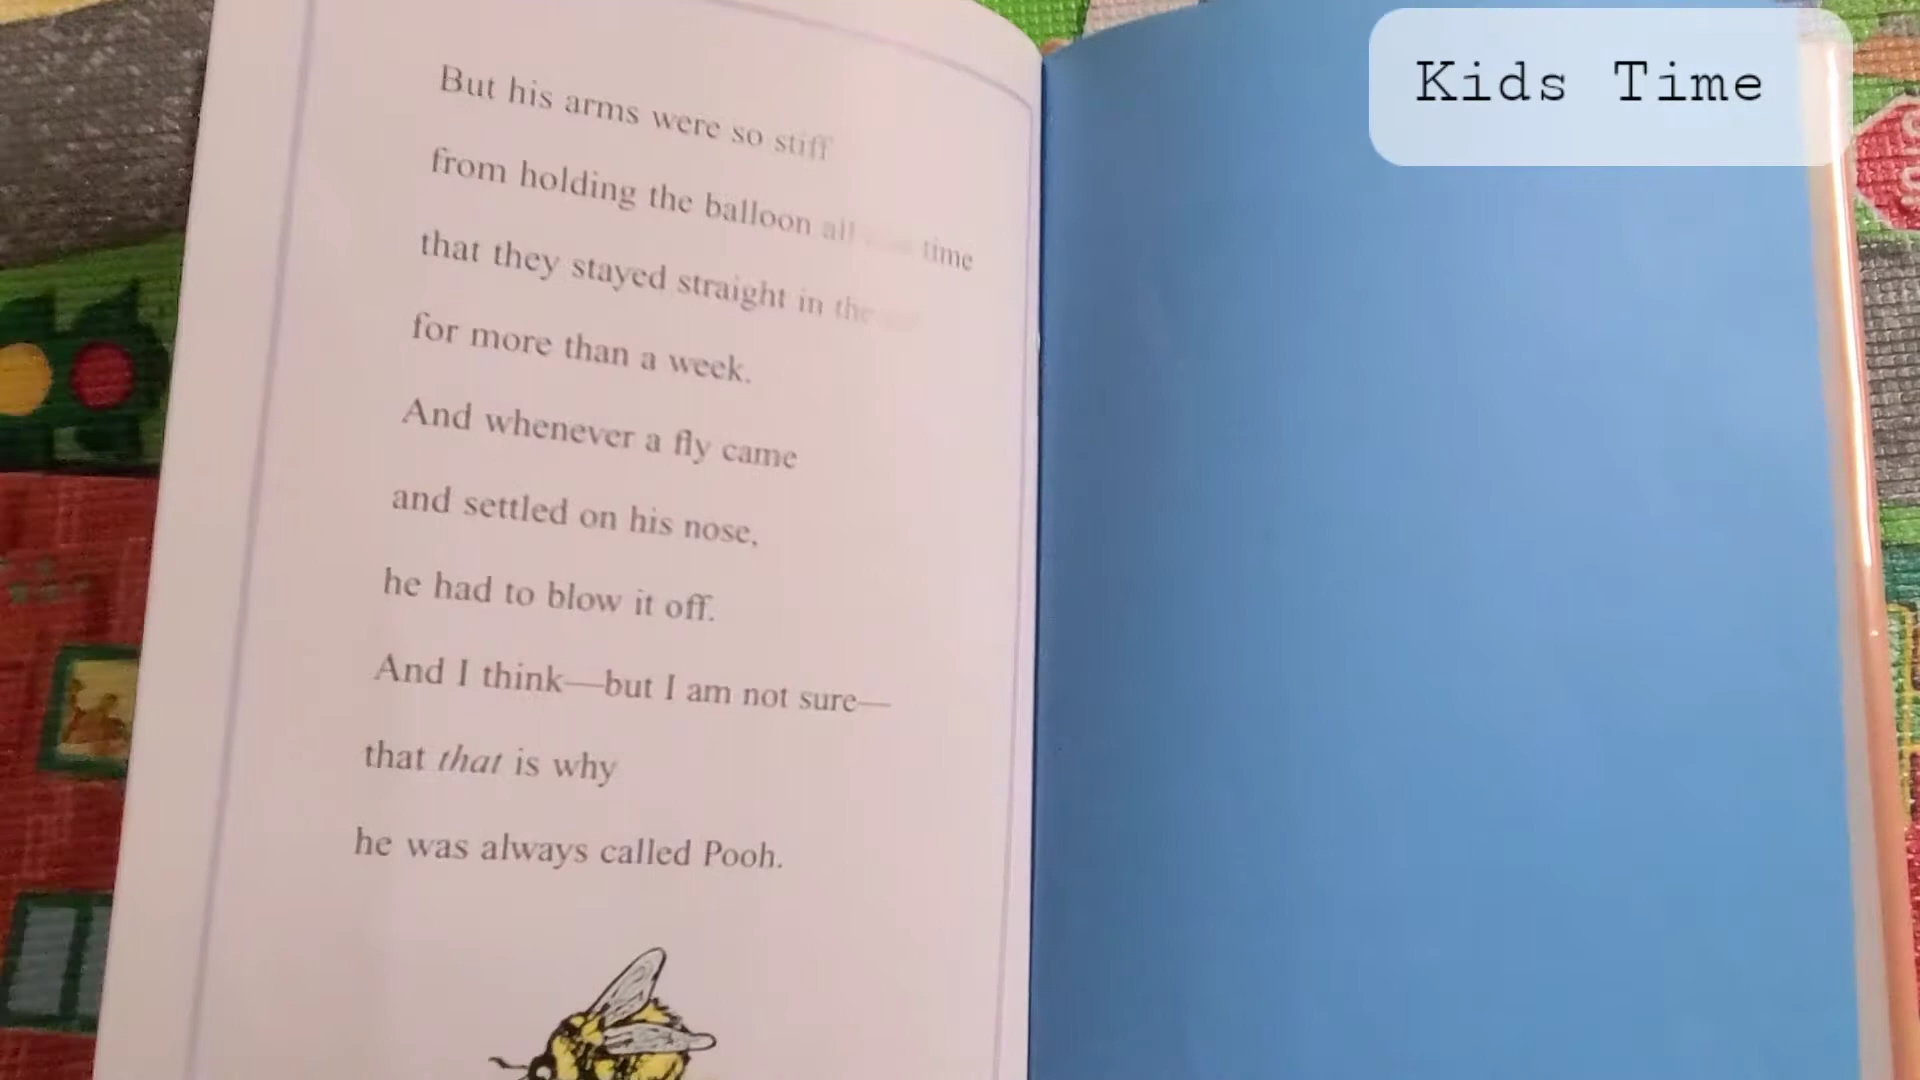 Kids Time
But his arms were so stiff
from holding the balloon all time
that they stayed straight in the
for more than a week.
And whenever a fly came
and settled on his nose,
he had to blow it off.
And I think—but I am not sure—
that that is why
he was always called Pooh.